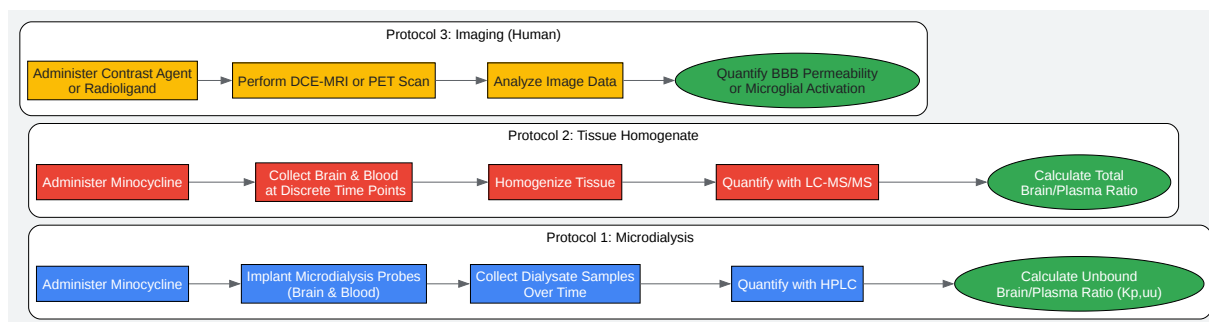 Protocol 3: Imaging (Human)
Administer Contrast Agent
or Radioligand
Perform DCE-MRI or PET Scan
Analyze Image Data
Quantify BBB Permeability
or Microglial Activation
Protocol 2: Tissue Homogenate
Administer Minocycline
Collect Brain & Blood
at Discrete Time Points
Homogenize Tissue
Quantify with LC-MS/MS
Calculate Total
Brain/Plasma Ratio
Protocol 1: Microdialysis
Administer Minocycline
Implant Microdialysis Probes
(Brain & Blood)
Collect Dialysate Samples
Over Time
Quantify with HPLC
Calculate Unbound
Brain/Plasma Ratio (Kp,uu)